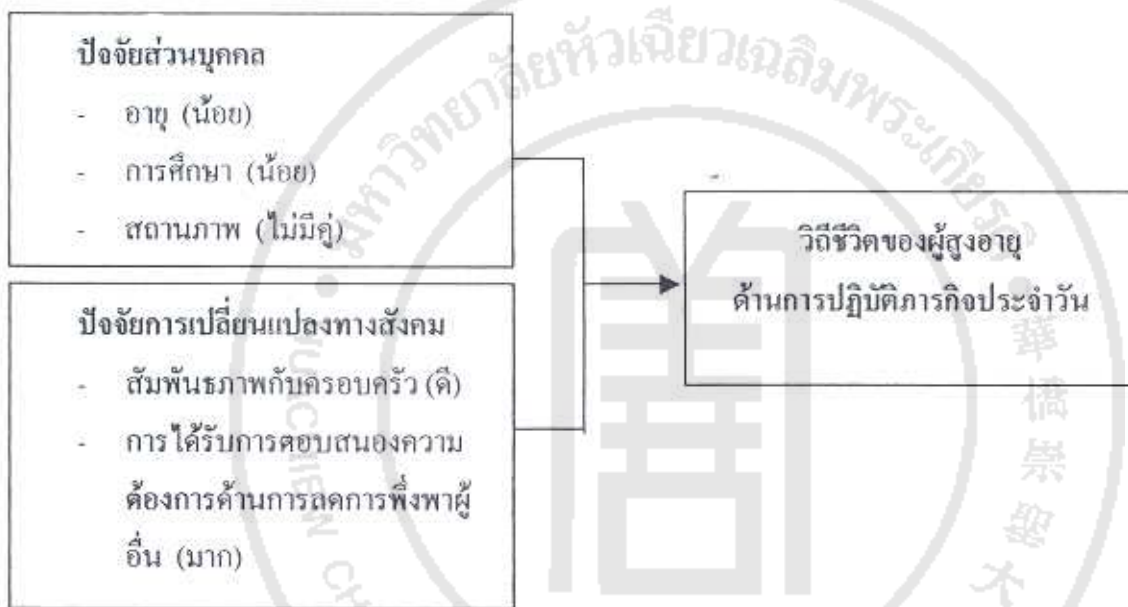 ปัจจัยส่วนบุคคล
- อายุ (น้อย)
- การศึกษา (น้อย)
- สถานภาพ (ไม่มีคู่)
ปัจจัยการเปลี่ยนแปลงทางสังคม
- สัมพันธภาพกับครอบครัว (ดี)
- การได้รับการตอบสนองความ
ต้องการด้านการลดการพึ่งพาผู้
อื่น (มาก)
วิถีชีวิตของผู้สูงอายุ
ด้านการปฏิบัติภารกิจประจำวัน
มหาวิทยาลัยหัวเฉียวเฉลิมพระเกียรติ
HUACHIEW CH
華僑崇聖大